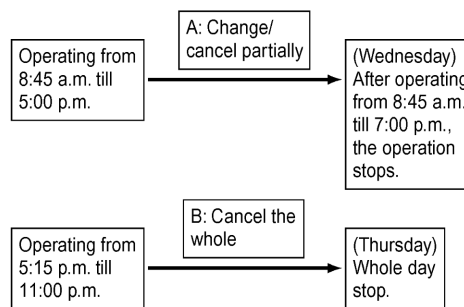 A: Change/
cancel partially
Operating from
8:45 a.m. till
5:00 p.m.
(Wednesday)
After operating
from 8:45 a.m.
till 7:00 p.m.,
the operation
stops.
B: Cancel the
whole
Operating from
5:15 p.m. till
11:00 p.m.
(Thursday)
Whole day
stop.